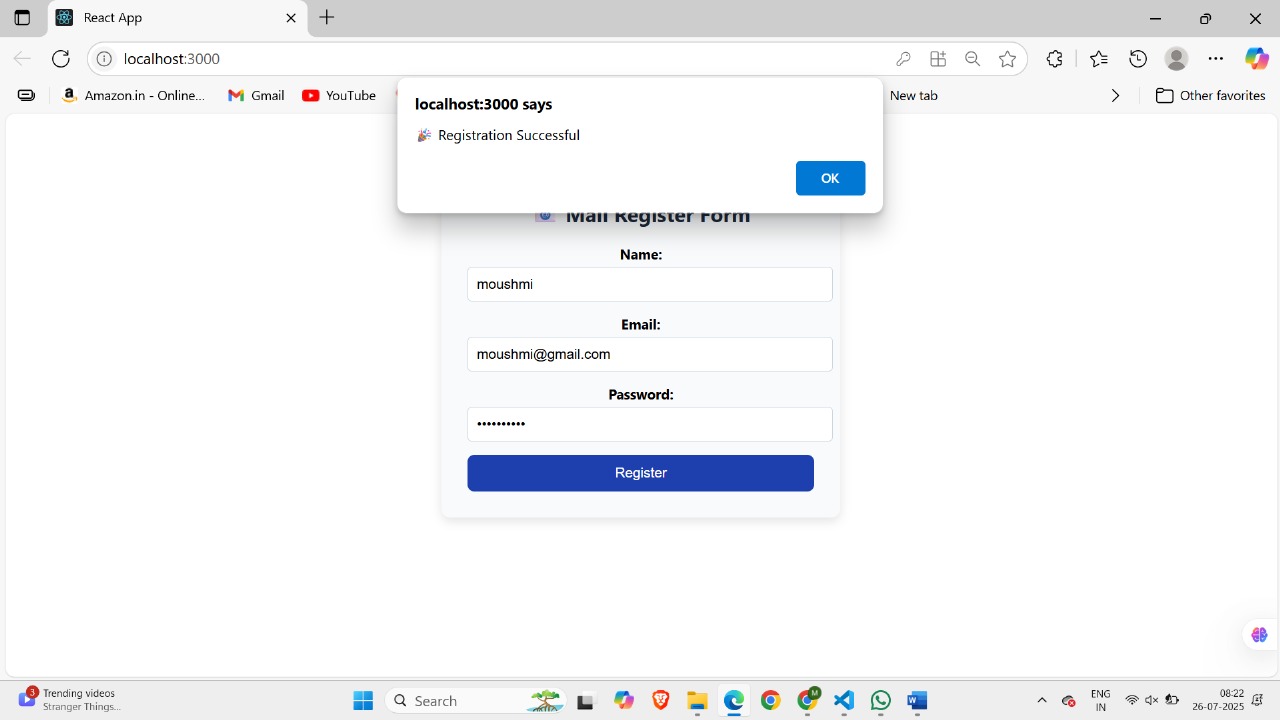 React App
localhost:3000
Amazon.in - Online...
Gmail
YouTube
New tab
Other favorites
localhost:3000 says
🎉 Registration Successful
OK
Mail Register Form
Name:
moushmi
Email:
moushmi@gmail.com
Password:
••••••••••
Register
3
Trending videos
Stranger Things...
Search
M
ENG
IN
08:22
26-07-2025